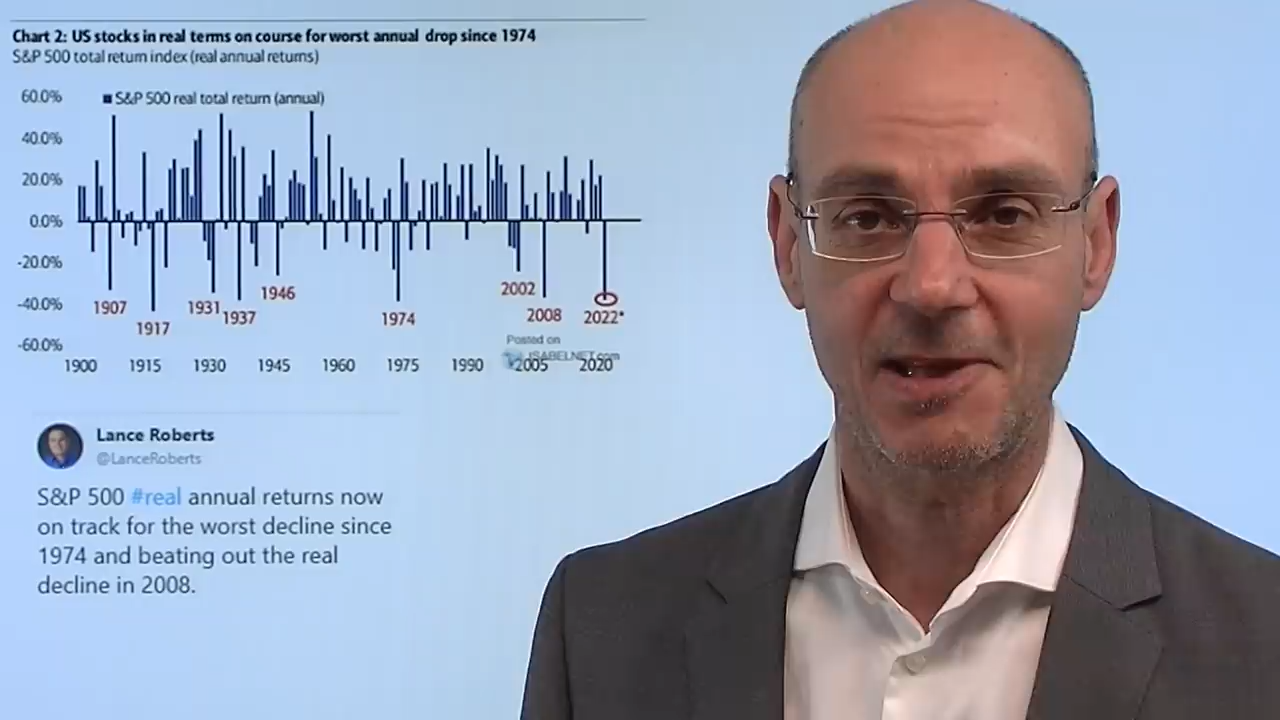 Chart 2: US stocks in real terms on course for worst annual drop since 1974
S&P 500 total return index (real annual returns)
60.0%
S&P 500 real total return (annual)
40.0%
20.0%
0.0%
-20.0%
-40.0%
-60.0%
1907
1917
1931
1937
1946
1974
2002
2008
2022*
Posted on
ISABELNET.com
1900 1915 1930 1945 1960 1975 1990 2005 2020
Lance Roberts
@LanceRoberts
S&P 500 #real annual returns now
on track for the worst decline since
1974 and beating out the real
decline in 2008.